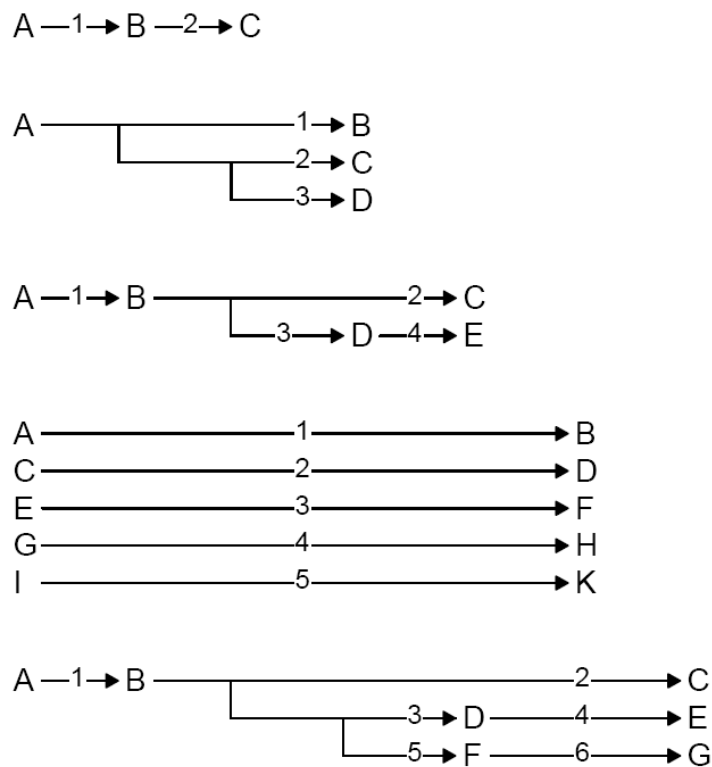 A 1 B 2 C
A 1 B
2 C
3 D
A 1 B 2 C
3 D 4 E
A 1 B
C 2 D
E 3 F
G 4 H
I 5 K
A 1 B 2 C
3 D 4 E
5 F 6 G